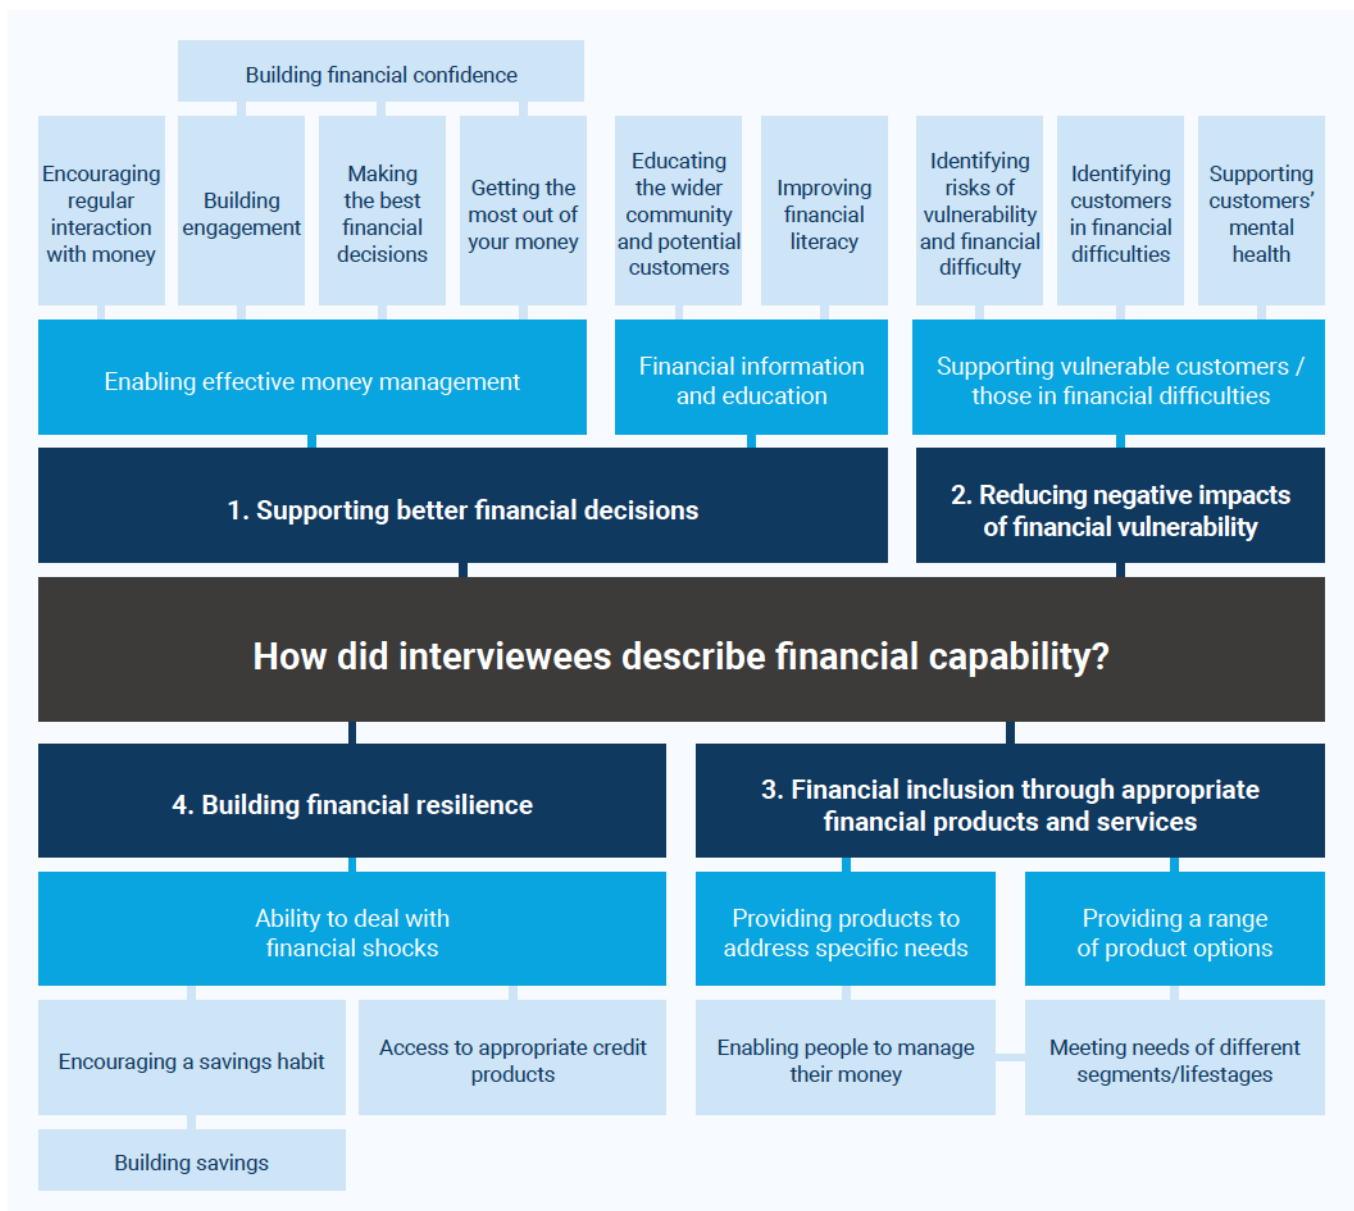 Building financial confidence
Encouraging
regular
interaction
with money
Building
engagement
Making
the best
financial
decisions
Getting the
most out of
your money
Educating
the wider
community
and potential
customers
Improving
financial
literacy
Identifying
risks of
vulnerability
and financial
difficulty
Identifying
customers
in financial
difficulties
Supporting
customers’
mental
health
Enabling effective money management
Financial information
and education
Supporting vulnerable customers /
those in financial difficulties
1. Supporting better financial decisions
2. Reducing negative impacts
of financial vulnerability
How did interviewees describe financial capability?
4. Building financial resilience
3. Financial inclusion through appropriate
financial products and services
Ability to deal with
financial shocks
Providing products to
address specific needs
Providing a range
of product options
Encouraging a savings habit
Access to appropriate credit
products
Enabling people to manage
their money
Meeting needs of different
segments/lifestages
Building savings